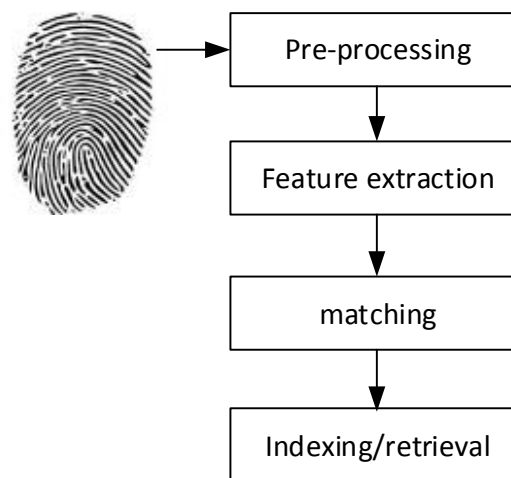 Pre-processing
Feature extraction
matching
Indexing/retrieval